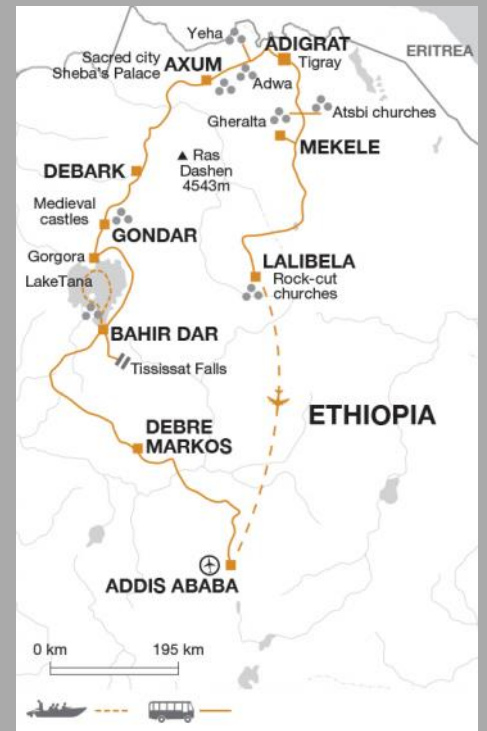 Yeha
ADIGRAT
Tigray
ERITREA
Sacred city
Sheba's Palace
AXUM
Adwa
Gheralta
Atsbi churches
MEKELE
DEBARK
Ras
Dashen
4543m
Medieval
castles
GONDAR
Gorgora
LakeTana
LALIBELA
Rock-cut
churches
BAHIR DAR
Tississat Falls
ETHIOPIA
DEBRE
MARKOS
ADDIS ABABA
0 km
195 km